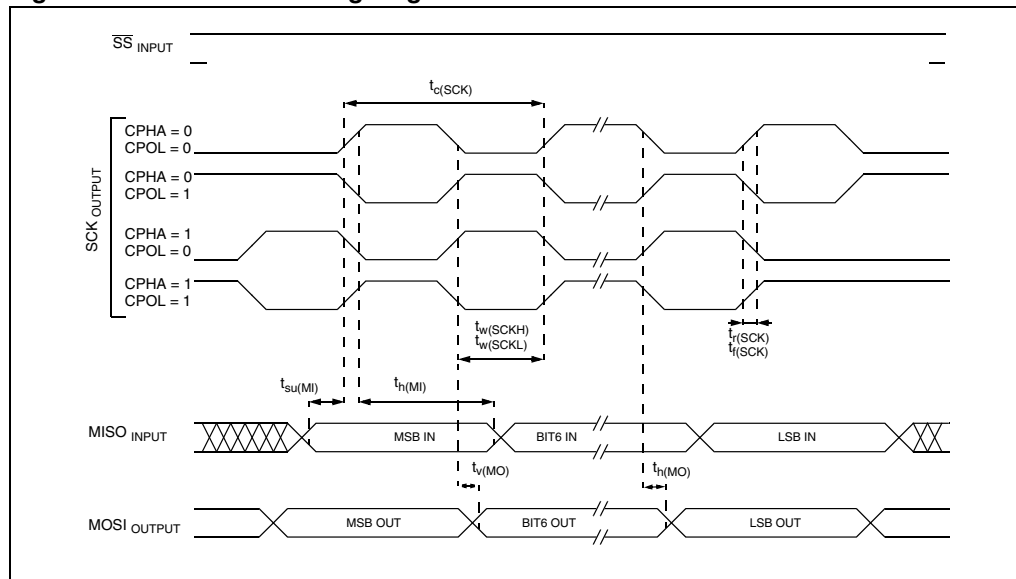 SS INPUT
tc(SCK)
SCK OUTPUT
CPHA = 0
CPOL = 0
CPHA = 0
CPOL = 1
CPHA = 1
CPOL = 0
CPHA = 1
CPOL = 1
tw(SCKH)
tw(SCKL)
tr(SCK)
tf(SCK)
tsu(MI)
th(MI)
MISO INPUT
MSB IN
BIT6 IN
LSB IN
tv(MO)
th(MO)
MOSI OUTPUT
MSB OUT
BIT6 OUT
LSB OUT